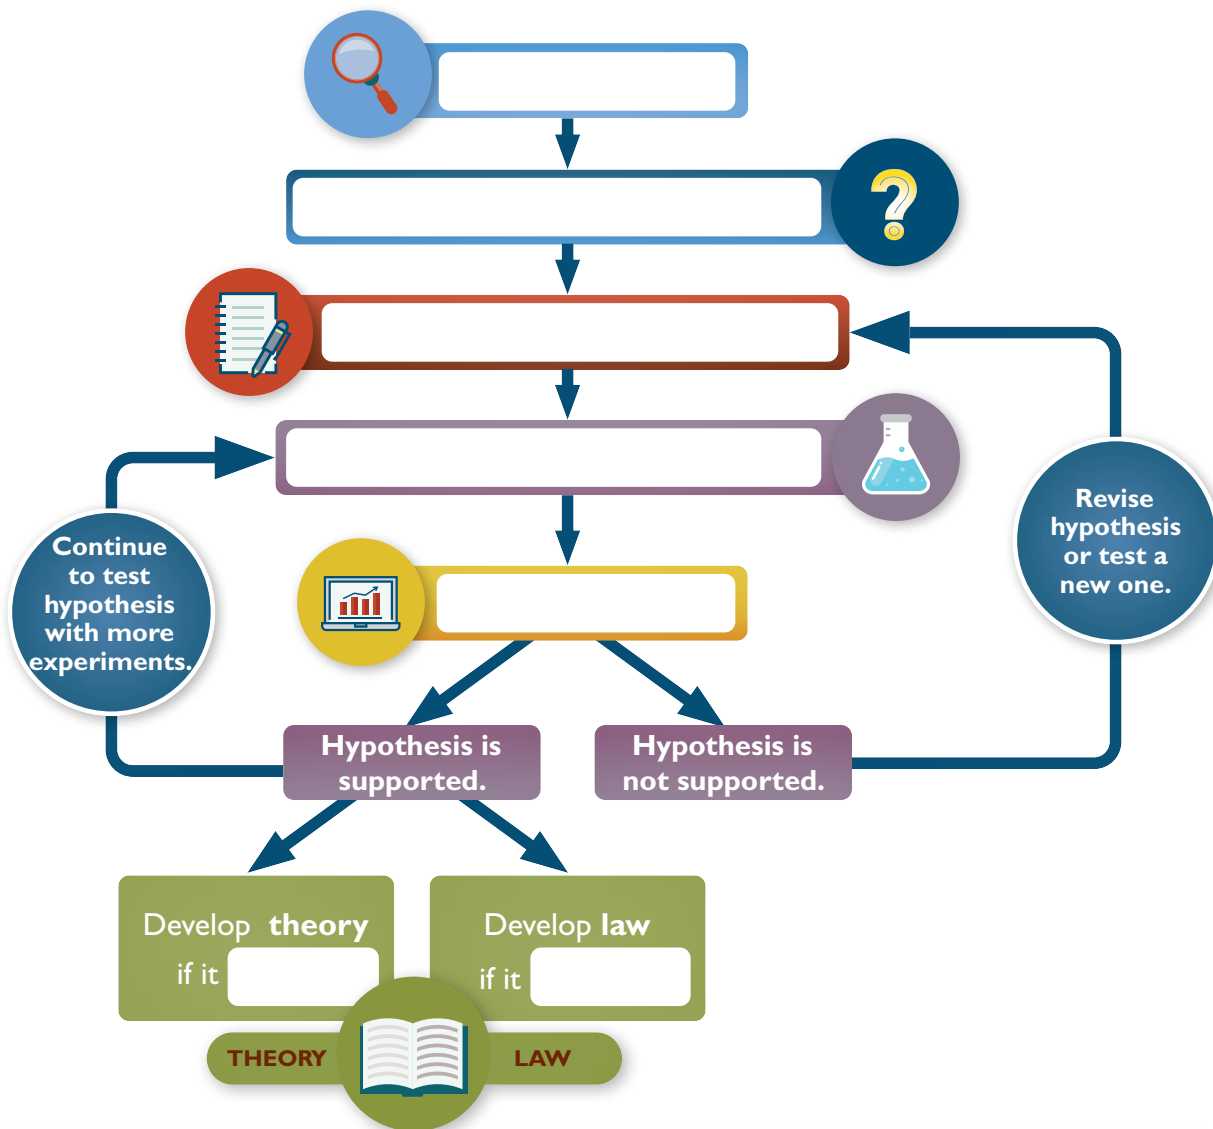 Revise
hypothesis
or test a
new one.
Continue
to test
hypothesis
with more
experiments.
Hypothesis is
supported.
Hypothesis is
not supported.
Develop theory
if it
Develop law
if it
THEORY
LAW